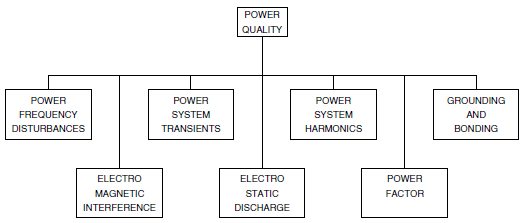 POWER
QUALITY
POWER
FREQUENCY
DISTURBANCES
POWER
SYSTEM
TRANSIENTS
POWER
SYSTEM
HARMONICS
GROUNDING
AND
BONDING
ELECTRO
MAGNETIC
INTERFERENCE
ELECTRO
STATIC
DISCHARGE
POWER
FACTOR